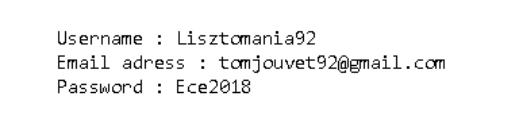 Username : Lisztomania92
Email adress : tomjouvet92@gmail.com
Password : Ece2018